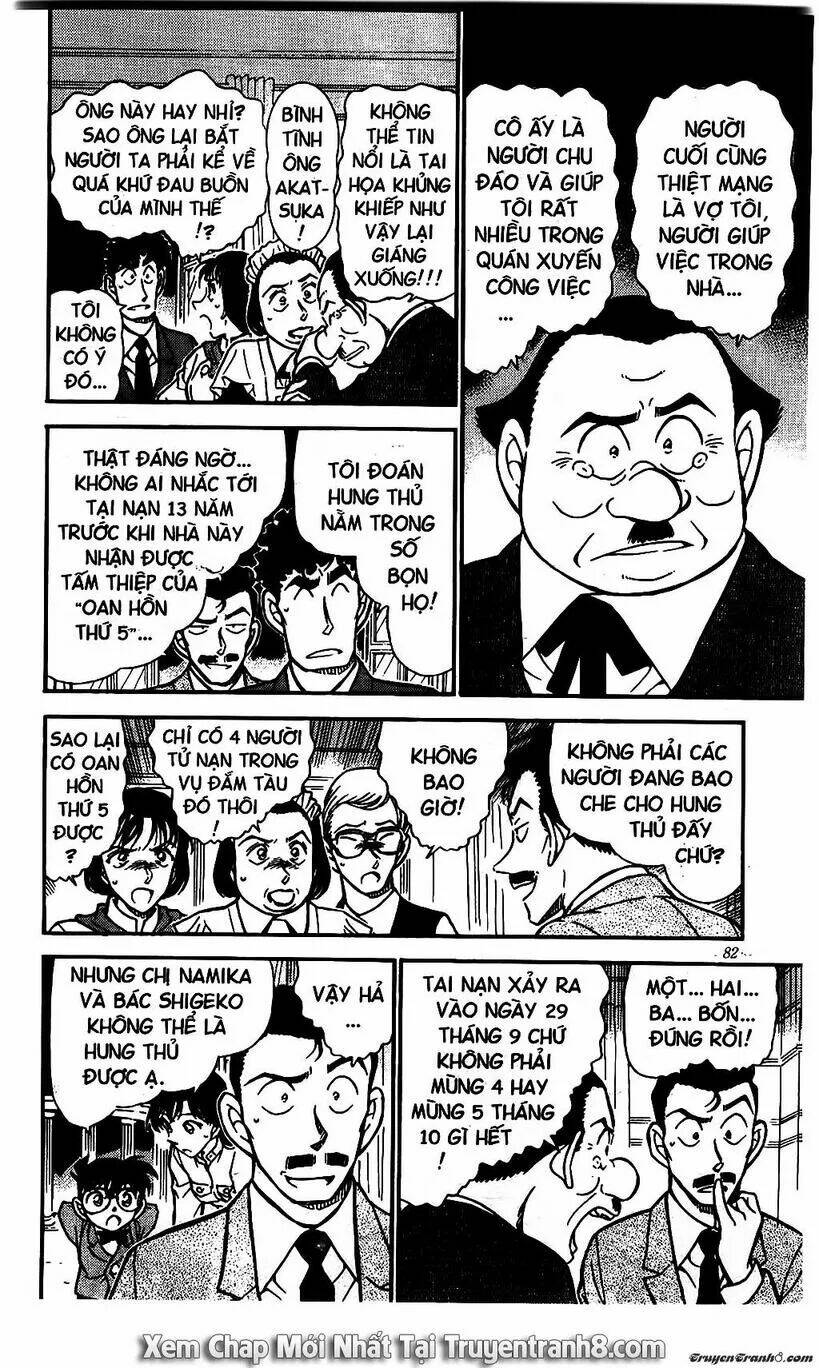 NGƯỜI
CUỐI CÙNG
THIỆT MẠNG
LÀ VỢ TÔI,
NGƯỜI GIÚP
VIỆC TRONG
NHÀ...
CÔ ẤY LÀ
NGƯỜI CHU
ĐÁO VÀ GIÚP
TÔI RẤT
NHIỀU TRONG
QUÁN XUYẾN
CÔNG VIỆC
...
KHÔNG
THỂ TIN
NỔI LÀ TAI
HỌA KHỦNG
KHIẾP NHƯ
VẬY LẠI
GIÁNG
XUỐNG!!!
BÌNH
TĨNH
ÔNG
AKAT-
SUKA
!
ÔNG NÀY HAY NHỈ?
SAO ÔNG LẠI BẮT
NGƯỜI TA PHẢI KỂ VỀ
QUÁ KHỨ ĐAU BUỒN
CỦA MÌNH THẾ
!?
TÔI
KHÔNG
CÓ Ý
ĐÓ...
TÔI ĐOÁN
HUNG THỦ
NẰM TRONG
SỐ
BỌN
HỌ!
THẬT ĐÁNG NGỜ...
KHÔNG AI NHẮC TỚI
TẠI NẠN 13 NĂM
TRƯỚC KHI NHÀ NÀY
NHẬN ĐƯỢC
TẤM THIỆP CỦA
"OAN HỒN
THỨ 5"...
KHÔNG PHẢI CÁC
NGƯỜI ĐANG BAO
CHE CHO HUNG
THỦ ĐẤY
CHỨ?
KHÔNG
BAO
GIỜ!
CHỈ CÓ 4 NGƯỜI
TỬ NẠN TRONG
VỤ ĐẮM TÀU
ĐÓ THÔI
!
SAO LẠI
CÓ OAN
HỒN
THỨ 5
ĐƯỢC
?
82
MỘT... HAI...
BA... BỐN...
ĐÚNG RỒI!
TAI NẠN XẢY RA
VÀO NGÀY 29
THÁNG 9 CHỨ
KHÔNG PHẢI
MÙNG 4 HAY
MÙNG 5 THÁNG
10 GÌ HẾT
!
VẬY HẢ
...
NHƯNG CHỊ NAMIKA
VÀ BÁC SHIGEKO
KHÔNG THỂ LÀ
HUNG THỦ
ĐƯỢC Ạ.
Xem Chap Mới Nhất Tại Truyentranh8.com
TruyenTranh8.com